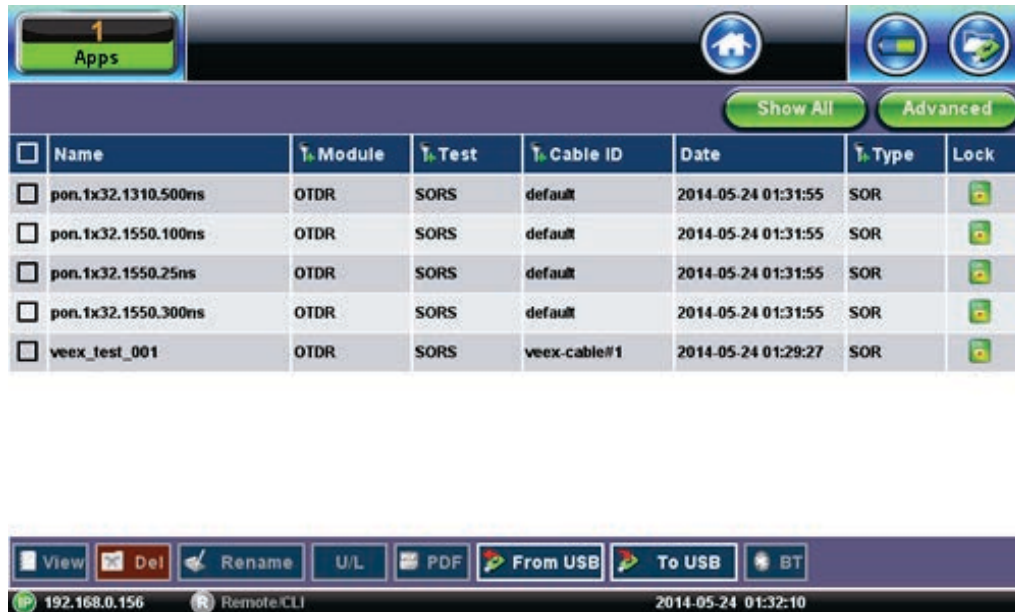 1
Apps
Show All Advanced
Name Module Test Cable ID Date Type Lock
pon.1x32.1310.500ns OTDR SORS default 2014-05-24 01:31:55 SOR
pon.1x32.1550.100ns OTDR SORS default 2014-05-24 01:31:55 SOR
pon.1x32.1550.25ns OTDR SORS default 2014-05-24 01:31:55 SOR
pon.1x32.1550.300ns OTDR SORS default 2014-05-24 01:31:55 SOR
veex_test_001 OTDR SORS veex-cable#1 2014-05-24 01:29:27 SOR
View Del Rename U/L PDF From USB To USB BT
IP 192.168.0.156 R Remote/CLI 2014-05-24 01:32:10